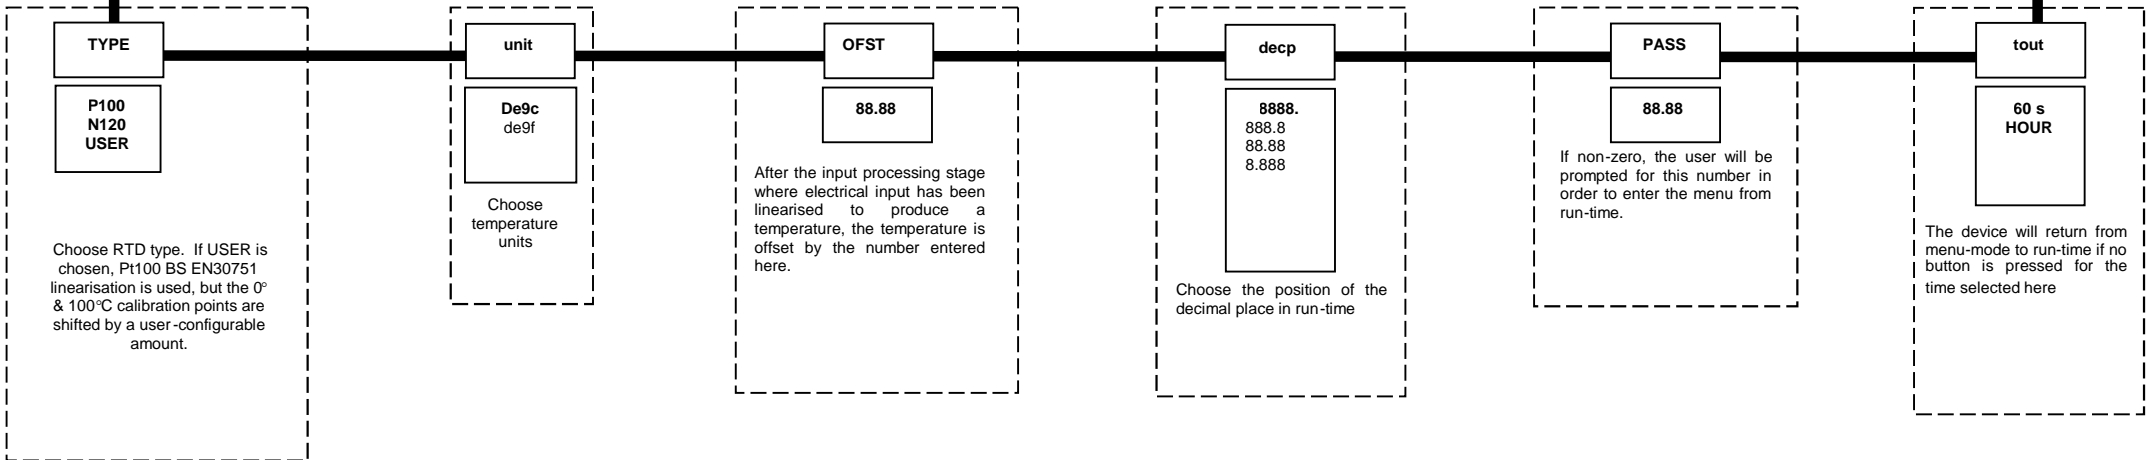 TYPE
P100
N120
USER
Choose RTD type. If USER is
chosen, Pt100 BS EN30751
linearisation is used, but the 0°
& 100°C calibration points are
shifted by a user-configurable
amount.
unit
De9c
de9f
Choose
temperature
units
OFST
88.88
After the input processing stage
where electrical input has been
linearised to produce a
temperature, the temperature is
offset by the number entered
here.
decp
8888.
888.8
88.88
8.888
Choose the position of the
decimal place in run-time
PASS
88.88
If non-zero, the user will be
prompted for this number in
order to enter the menu from
run-time.
tout
60 s
HOUR
The device will return from
menu-mode to run-time if no
button is pressed for the
time selected here